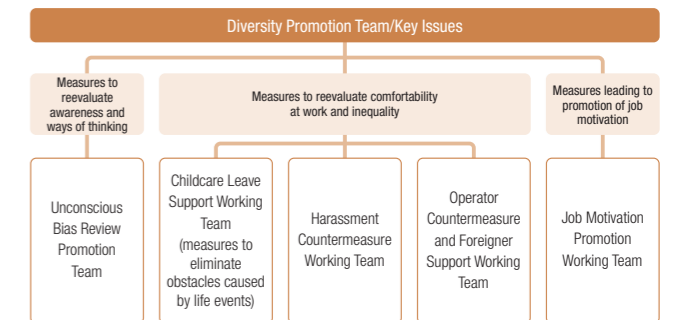 Diversity Promotion Team/Key Issues
Measures to
reevaluate
awareness and
ways of thinking
Measures to reevaluate comfortability
at work and inequality
Measures leading to
promotion of job
motivation
Unconscious
Bias Review
Promotion
Team
Childcare Leave
Support Working
Team
(measures to
eliminate
obstacles caused
by life events)
Harassment
Countermeasure
Working Team
Operator
Countermeasure
and Foreigner
Support Working
Team
Job Motivation
Promotion
Working Team